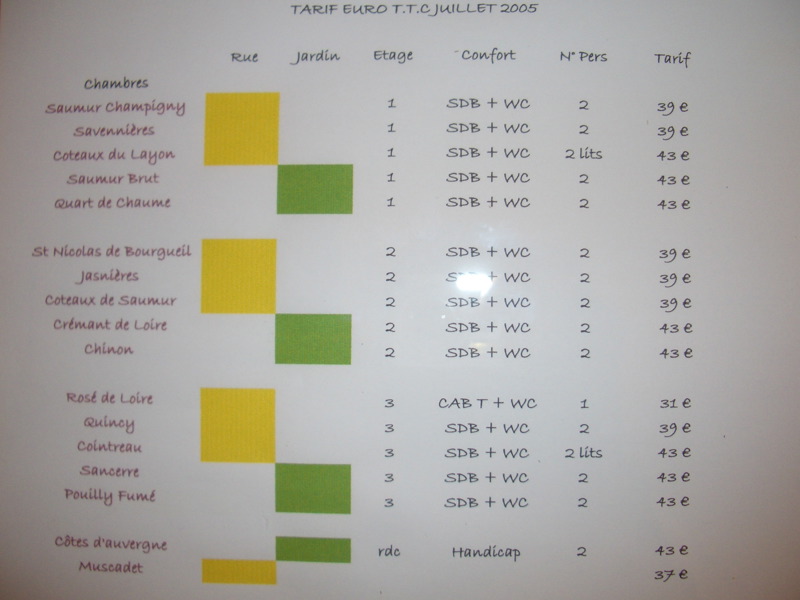 TARIF EURO T.T.C JUILLET 2005
Rue Jardin Etage Confort N° Pers Tarif
Chambres
Saumur Champigny 1 SDB + WC 2 39 €
Savennières 1 SDB + WC 2 39 €
Coteaux du Layon 1 SDB + WC 2 lits 43 €
Saumur Brut 1 SDB + WC 2 43 €
Quart de Chaume 1 SDB + WC 2 43 €
St Nicolas de Bourgueil 2 SDB + WC 2 39 €
Jasnières 2 SDB + WC 2 39 €
Coteaux de Saumur 2 SDB + WC 2 39 €
Crémant de Loire 2 SDB + WC 2 43 €
Chinon 2 SDB + WC 2 43 €
Rosé de Loire 3 CAB T + WC 1 31 €
Quincy 3 SDB + WC 2 39 €
Cointreau 3 SDB + WC 2 lits 43 €
Sancerre 3 SDB + WC 2 43 €
Pouilly Fumé 3 SDB + WC 2 43 €
Côtes d'auvergne rdc Handicap 2 43 €
Muscadet 37 €